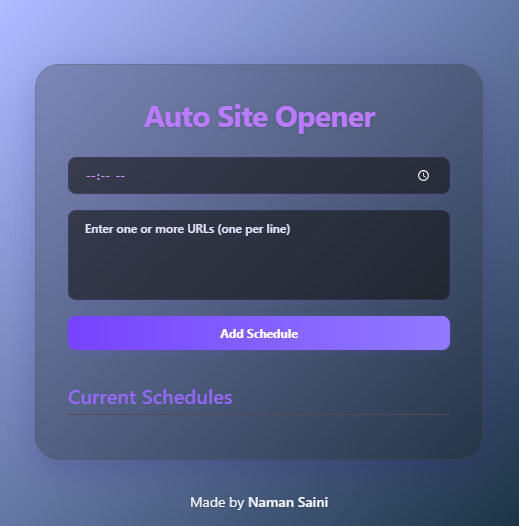 Auto Site Opener
--:-- --
Enter one or more URLs (one per line)
Add Schedule
Current Schedules
Made by Naman Saini